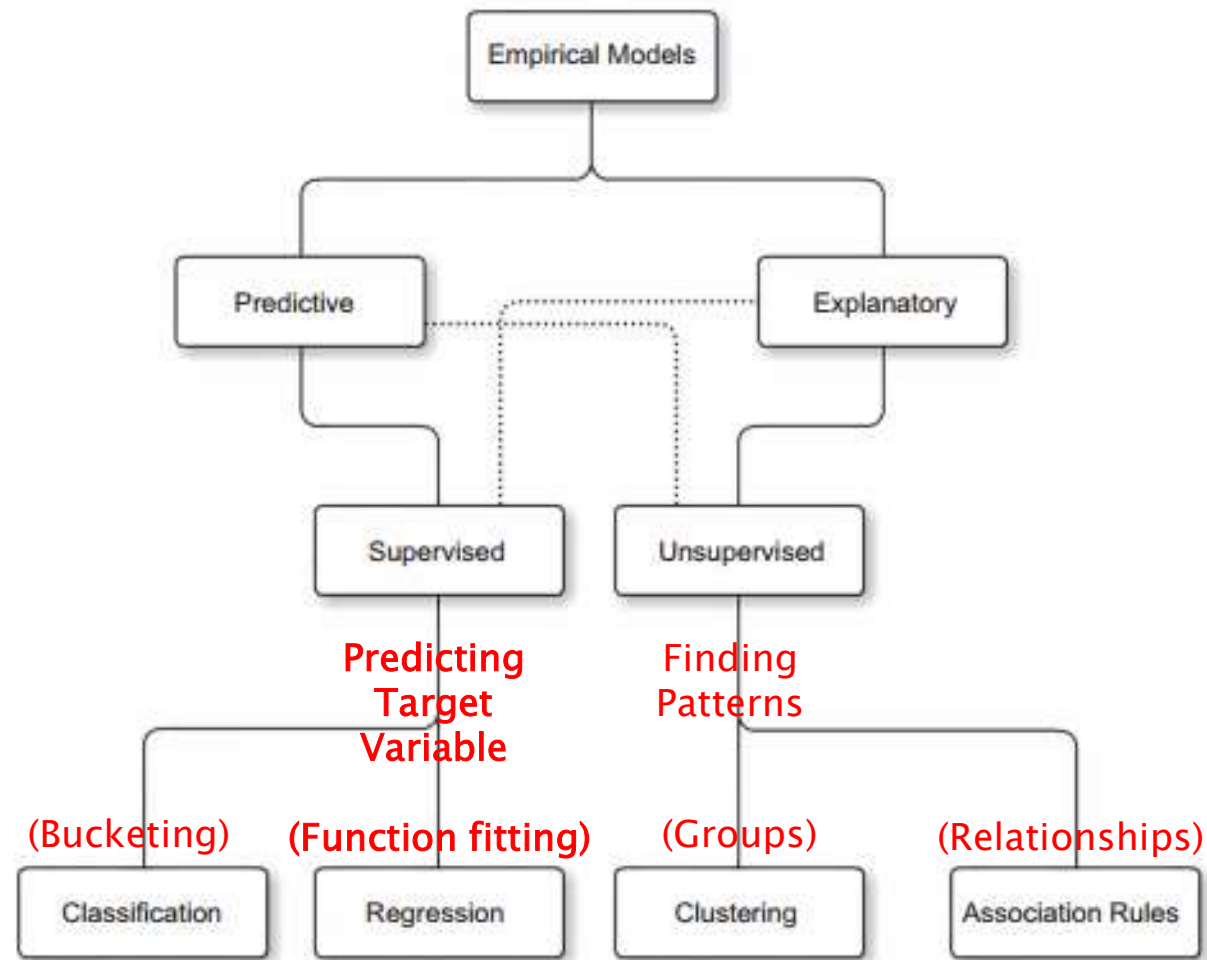 Empirical Models
Predictive
Explanatory
Supervised
Unsupervised
Predicting
Target
Variable
Finding
Patterns
(Bucketing)
(Function fitting)
(Groups)
(Relationships)
Classification
Regression
Clustering
Association Rules